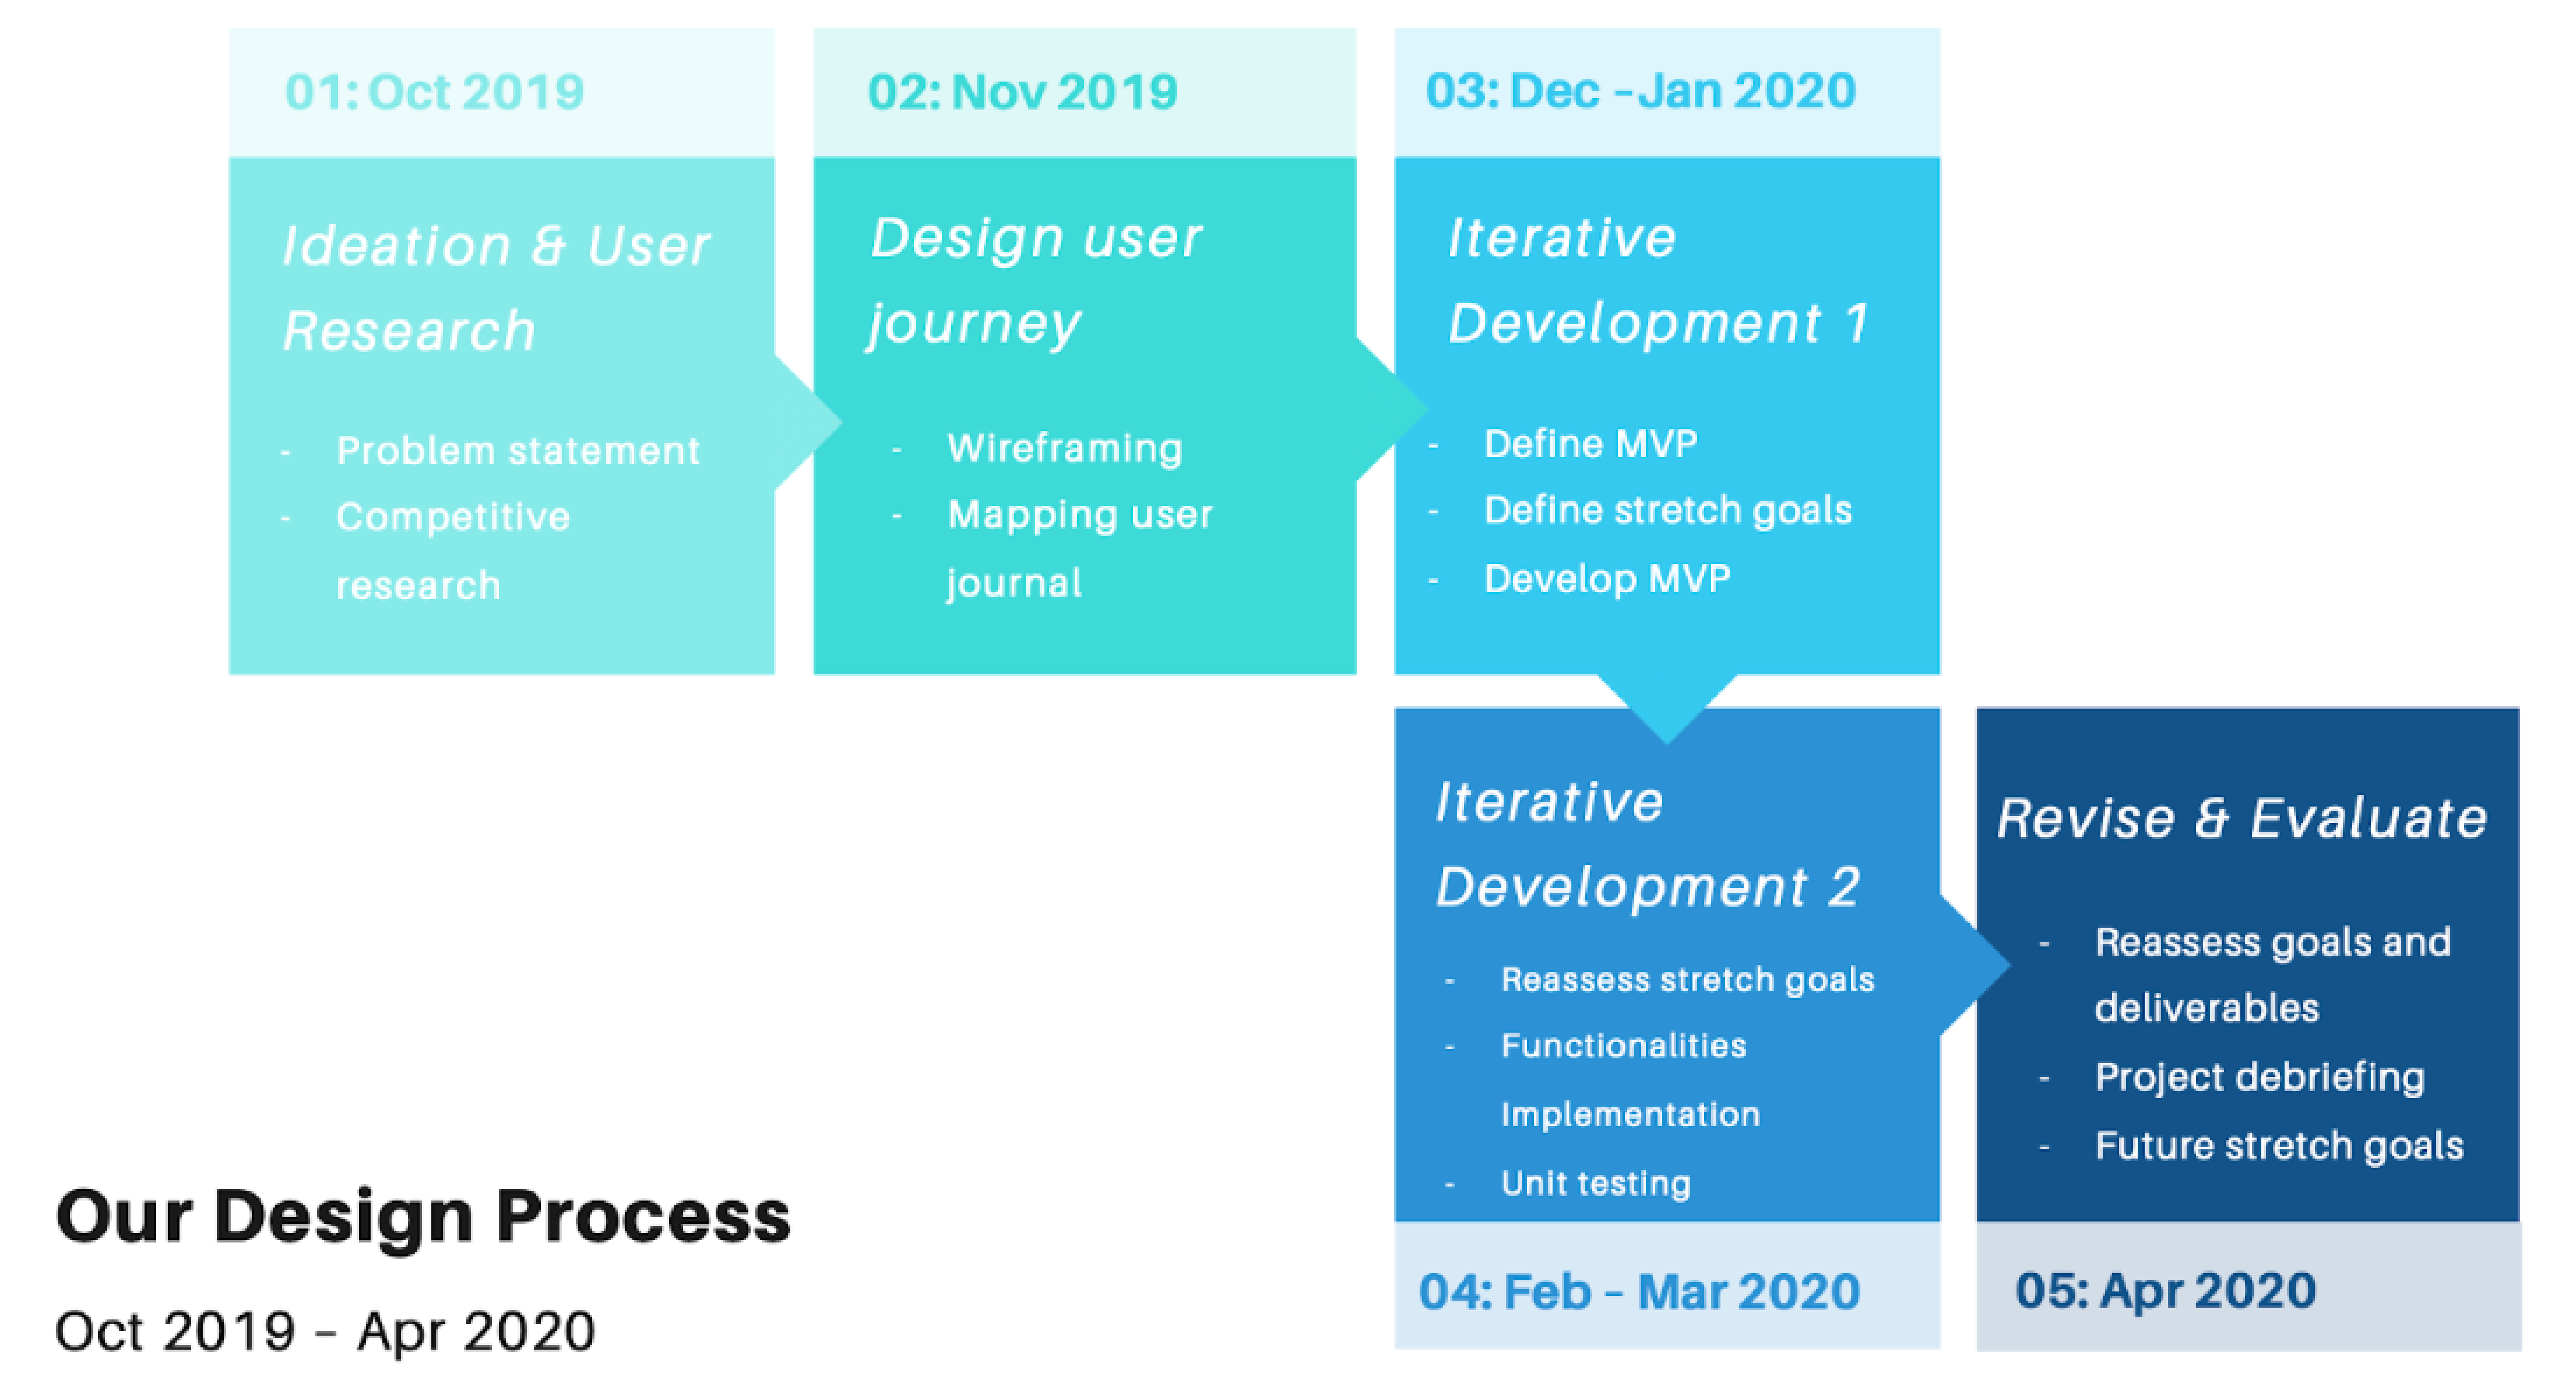 01: Oct 2019
Ideation & User
Research
- Problem statement
- Competitive
research
02: Nov 2019
Design user
journey
- Wireframing
- Mapping user
journal
03: Dec –Jan 2020
Iterative
Development 1
- Define MVP
- Define stretch goals
- Develop MVP
Iterative
Development 2
- Reassess stretch goals
- Functionalities
Implementation
- Unit testing
04: Feb – Mar 2020
Revise & Evaluate
- Reassess goals and
deliverables
- Project debriefing
- Future stretch goals
05: Apr 2020
Our Design Process
Oct 2019 – Apr 2020